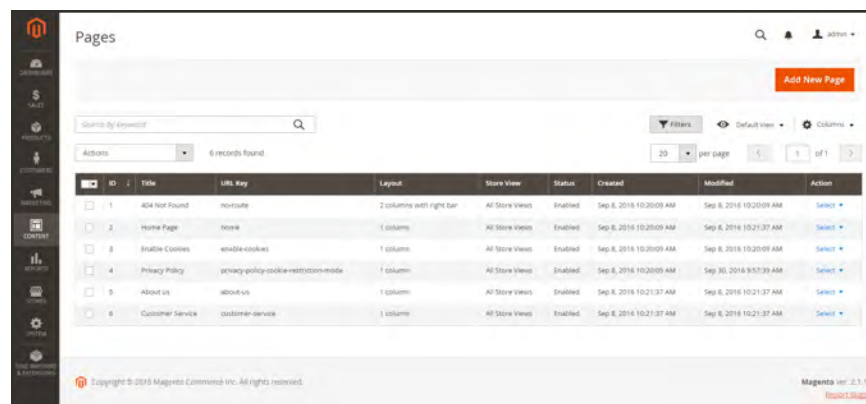 Pages
admin
Add New Page
DASHBOARD
SALES
PRODUCTS
CUSTOMERS
MARKETING
CONTENT
REPORTS
STORES
SYSTEM
FIND PARTNERS
& EXTENSIONS
Search by keyword
Filters Default View Columns
Actions 6 records found 20 per page 1 of 1
ID Title URL Key Layout Store View Status Created Modified Action
1 404 Not Found no-route 2 columns with right bar All Store Views Enabled Sep 8, 2016 10:20:09 AM Sep 8, 2016 10:20:09 AM Select
2 Home Page home 1 column All Store Views Enabled Sep 8, 2016 10:20:09 AM Sep 8, 2016 10:21:37 AM Select
3 Enable Cookies enable-cookies 1 column All Store Views Enabled Sep 8, 2016 10:20:09 AM Sep 8, 2016 10:20:09 AM Select
4 Privacy Policy privacy-policy-cookie-restriction-mode 1 column All Store Views Enabled Sep 8, 2016 10:20:09 AM Sep 30, 2016 9:57:39 AM Select
5 About us about-us 1 column All Store Views Enabled Sep 8, 2016 10:21:37 AM Sep 8, 2016 10:21:37 AM Select
6 Customer Service customer-service 1 column All Store Views Enabled Sep 8, 2016 10:21:37 AM Sep 8, 2016 10:21:37 AM Select
Copyright © 2016 Magento Commerce Inc. All rights reserved.
Magento ver. 2.1.1
Report Bugs